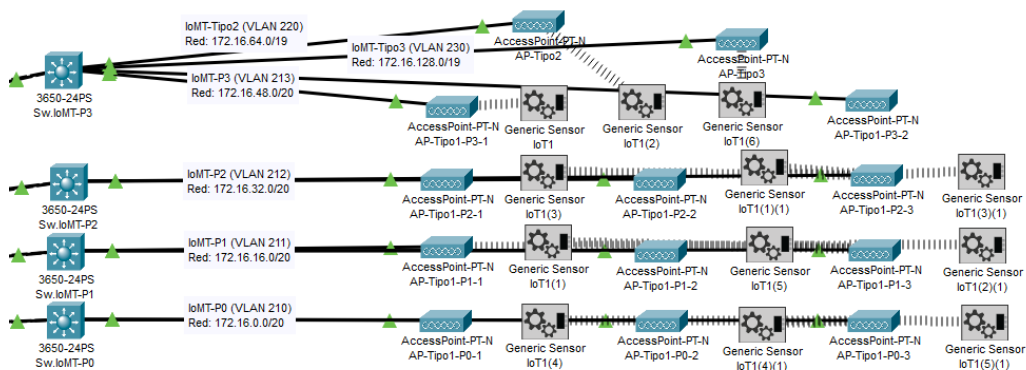 IoMT-Tipo2 (VLAN 220)
Red: 172.16.64.0/19
AccessPoint-PT-N
AP-Tipo2
IoMT-Tipo3 (VLAN 230)
Red: 172.16.128.0/19
AccessPoint-PT-N
AP-Tipo3
3650-24PS
Sw.IoMT-P3
IoMT-P3 (VLAN 213)
Red: 172.16.48.0/20
AccessPoint-PT-N
AP-Tipo1-P3-1
Generic Sensor
IoT1
Generic Sensor
IoT1(2)
Generic Sensor
IoT1(6)
AccessPoint-PT-N
AP-Tipo1-P3-2
3650-24PS
Sw.IoMT-P2
IoMT-P2 (VLAN 212)
Red: 172.16.32.0/20
AccessPoint-PT-N
AP-Tipo1-P2-1
Generic Sensor
IoT1(3)
AccessPoint-PT-N
AP-Tipo1-P2-2
Generic Sensor
IoT1(1)(1)
AccessPoint-PT-N
AP-Tipo1-P2-3
Generic Sensor
IoT1(3)(1)
3650-24PS
Sw.IoMT-P1
IoMT-P1 (VLAN 211)
Red: 172.16.16.0/20
AccessPoint-PT-N
AP-Tipo1-P1-1
Generic Sensor
IoT1(1)
AccessPoint-PT-N
AP-Tipo1-P1-2
Generic Sensor
IoT1(5)
AccessPoint-PT-N
AP-Tipo1-P1-3
Generic Sensor
IoT1(2)(1)
3650-24PS
Sw.IoMT-P0
IoMT-P0 (VLAN 210)
Red: 172.16.0.0/20
AccessPoint-PT-N
AP-Tipo1-P0-1
Generic Sensor
IoT1(4)
AccessPoint-PT-N
AP-Tipo1-P0-2
Generic Sensor
IoT1(4)(1)
AccessPoint-PT-N
AP-Tipo1-P0-3
Generic Sensor
IoT1(5)(1)